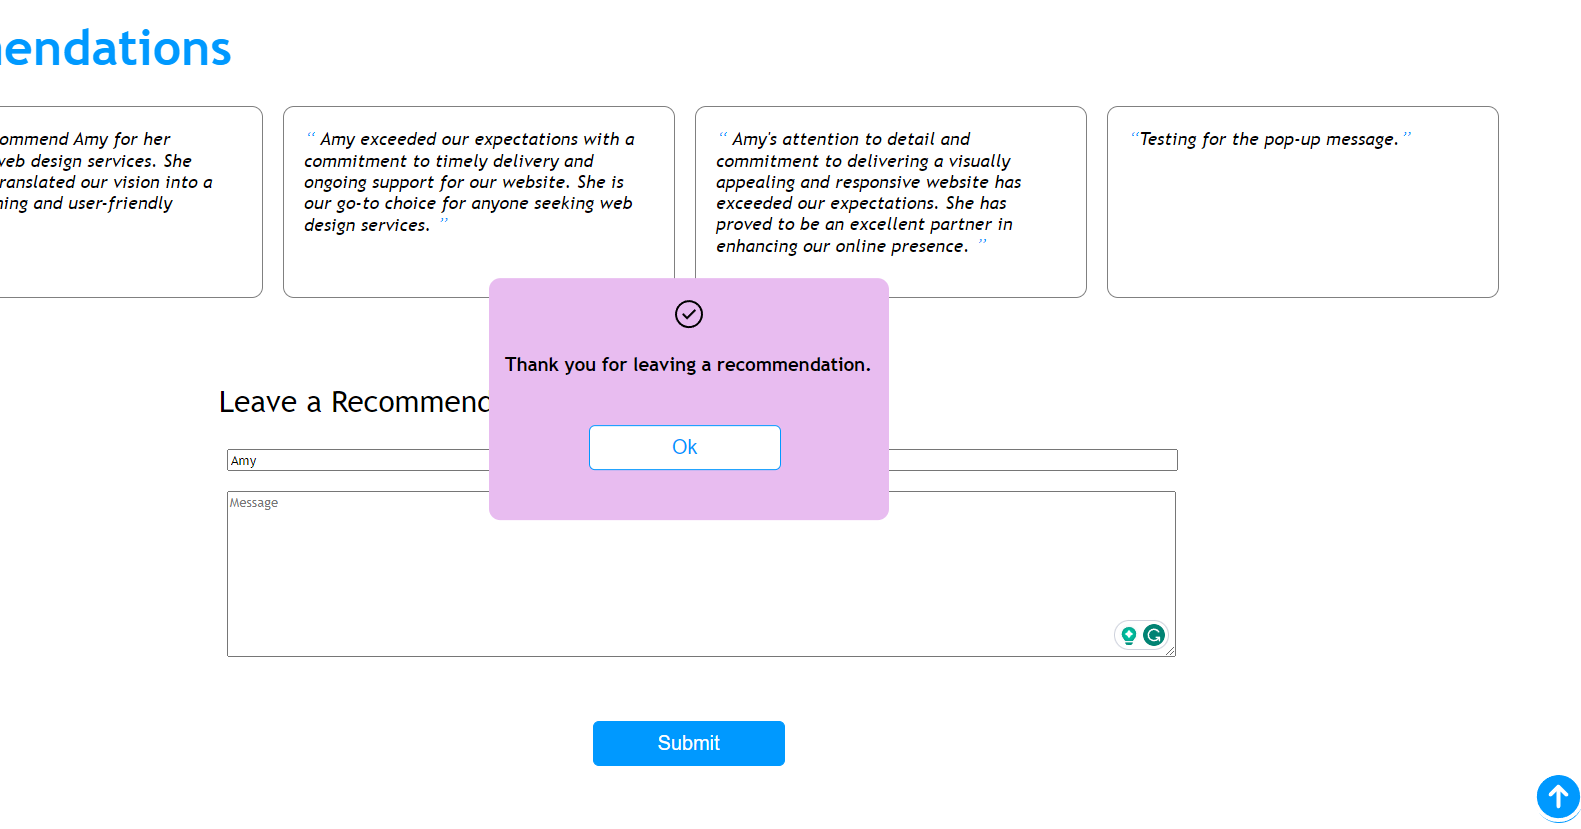 endations
ommend Amy for her
web design services. She
ranslated our vision into a
ning and user-friendly
“ Amy exceeded our expectations with a
commitment to timely delivery and
ongoing support for our website. She is
our go-to choice for anyone seeking web
design services. ”
“ Amy's attention to detail and
commitment to delivering a visually
appealing and responsive website has
exceeded our expectations. She has
proved to be an excellent partner in
enhancing our online presence. ”
“Testing for the pop-up message.”
Thank you for leaving a recommendation.
Ok
Leave a Recommend
Amy
Message
Submit